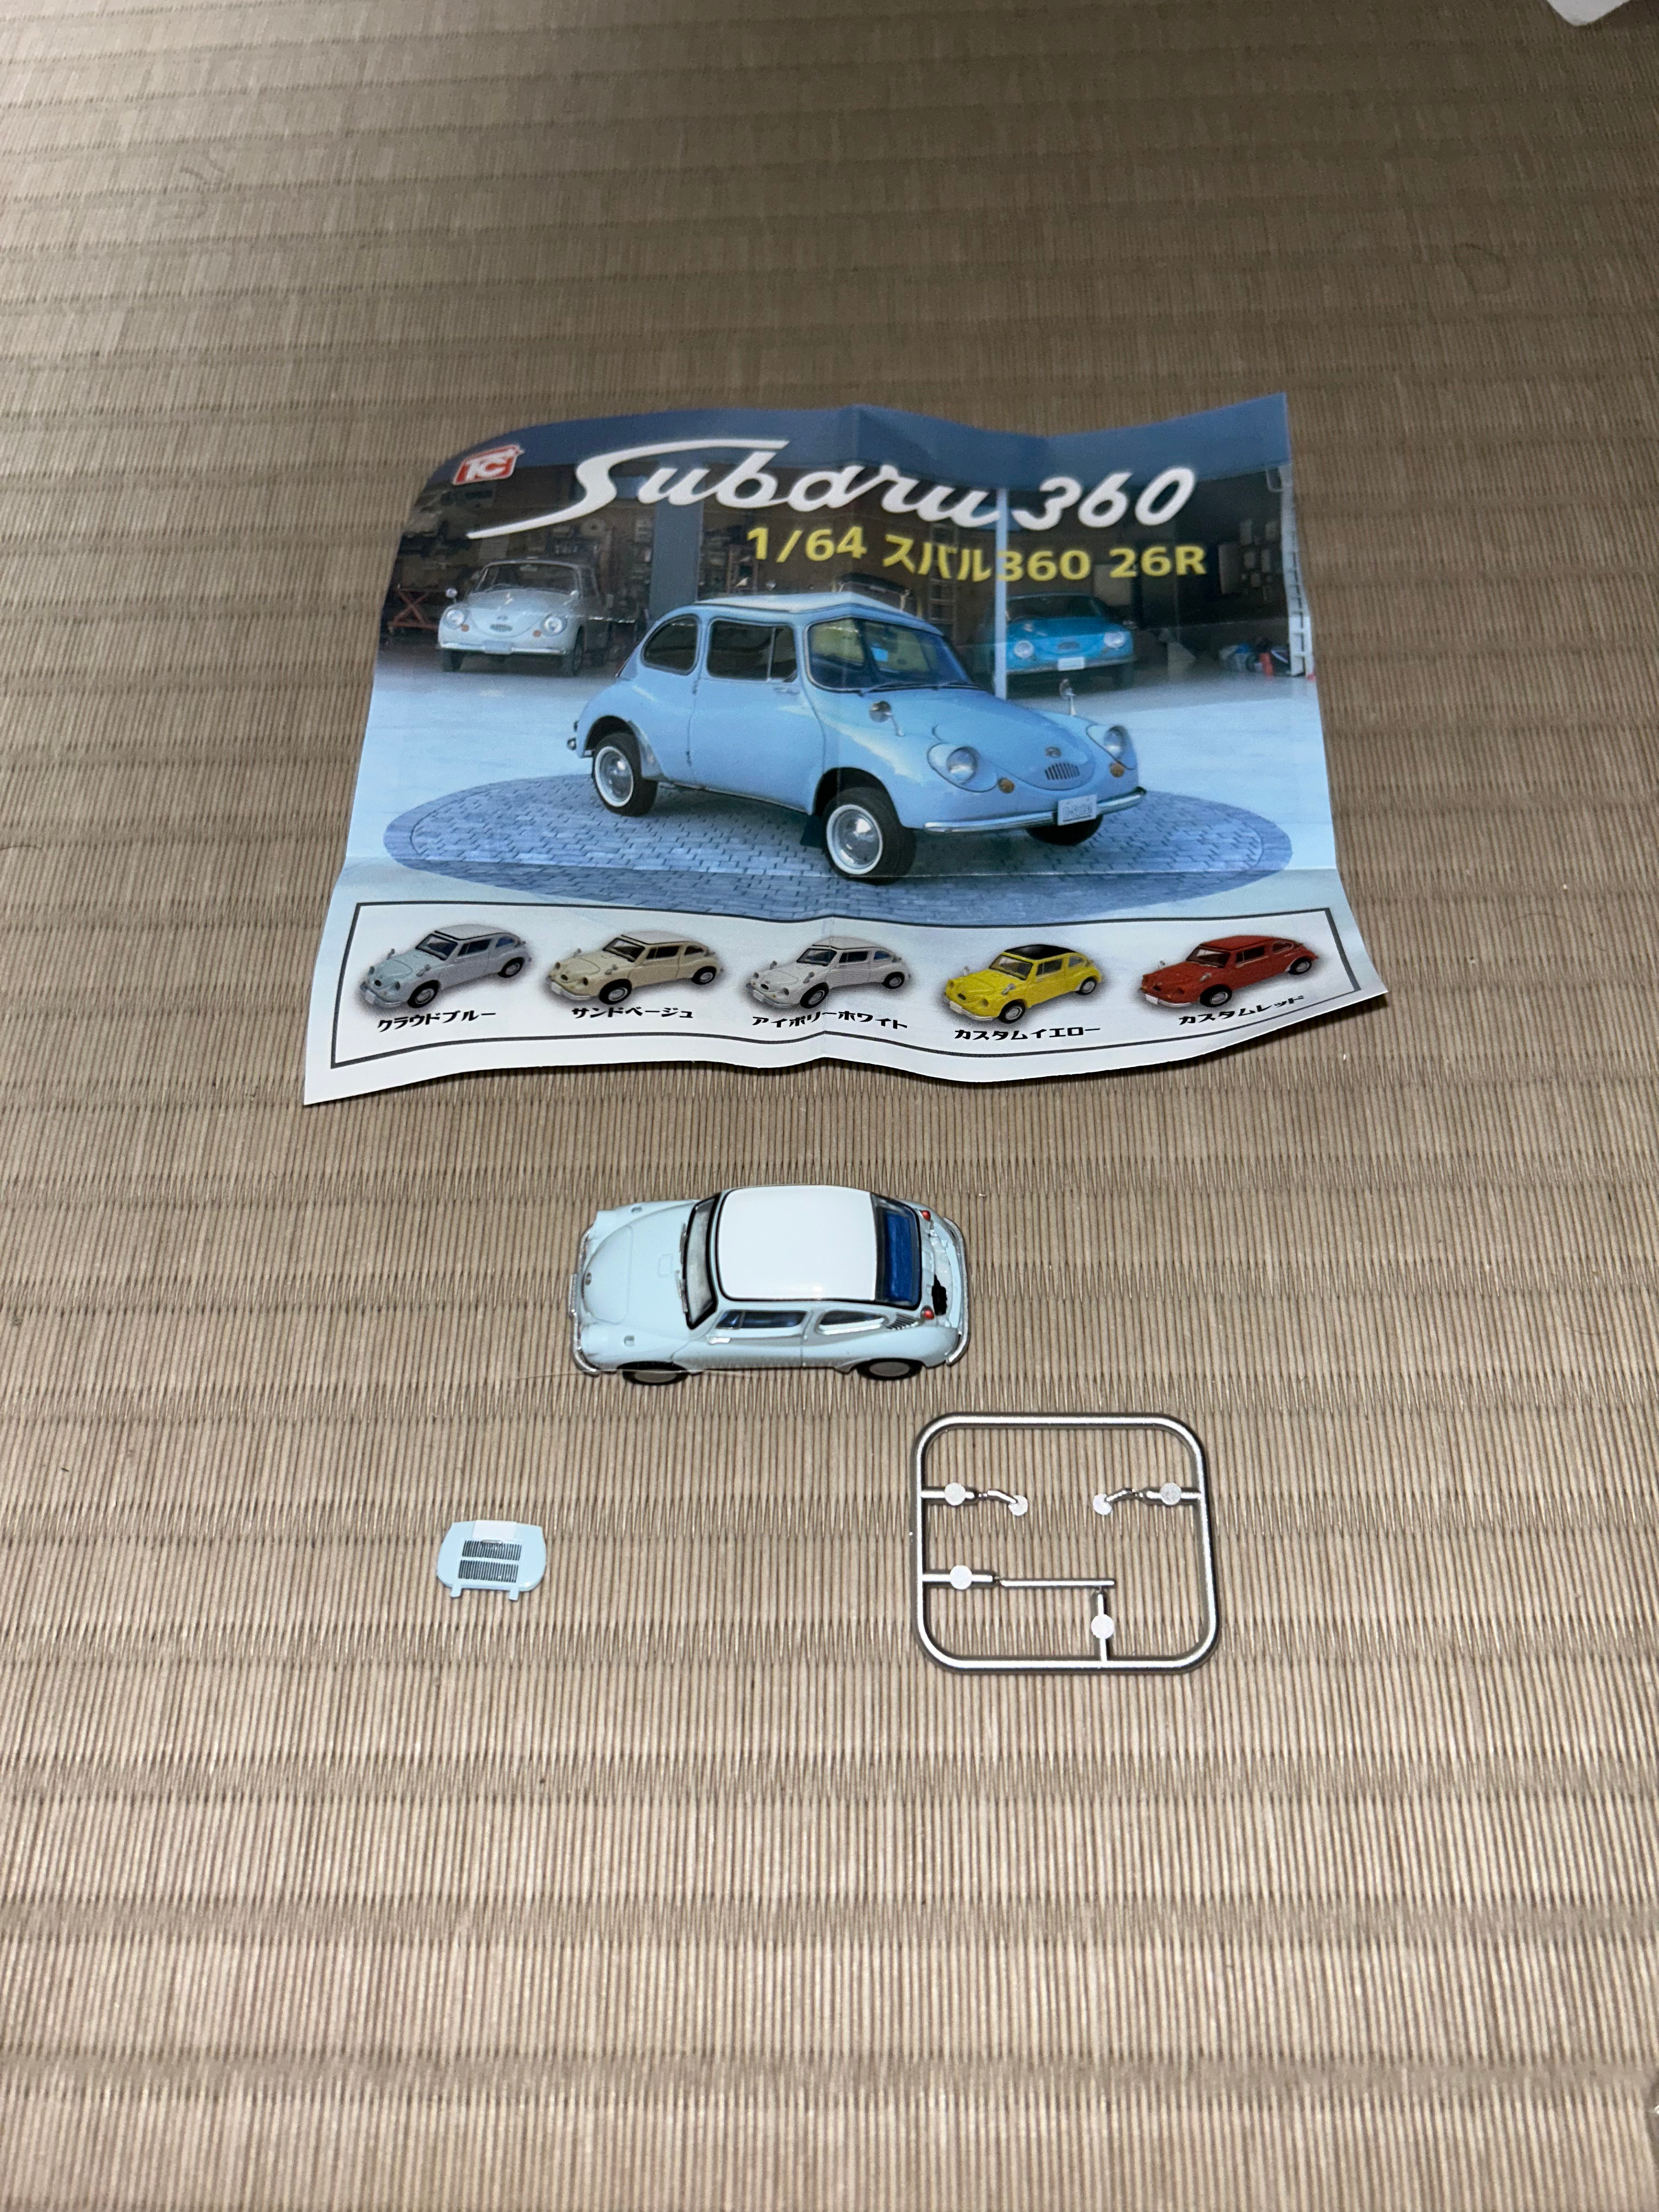 TC
Subaru 360
1/64 スバル360 26R
クラウドブルー
サンドベージュ
アイボリーホワイト
カスタムイエロー
カスタムレッド